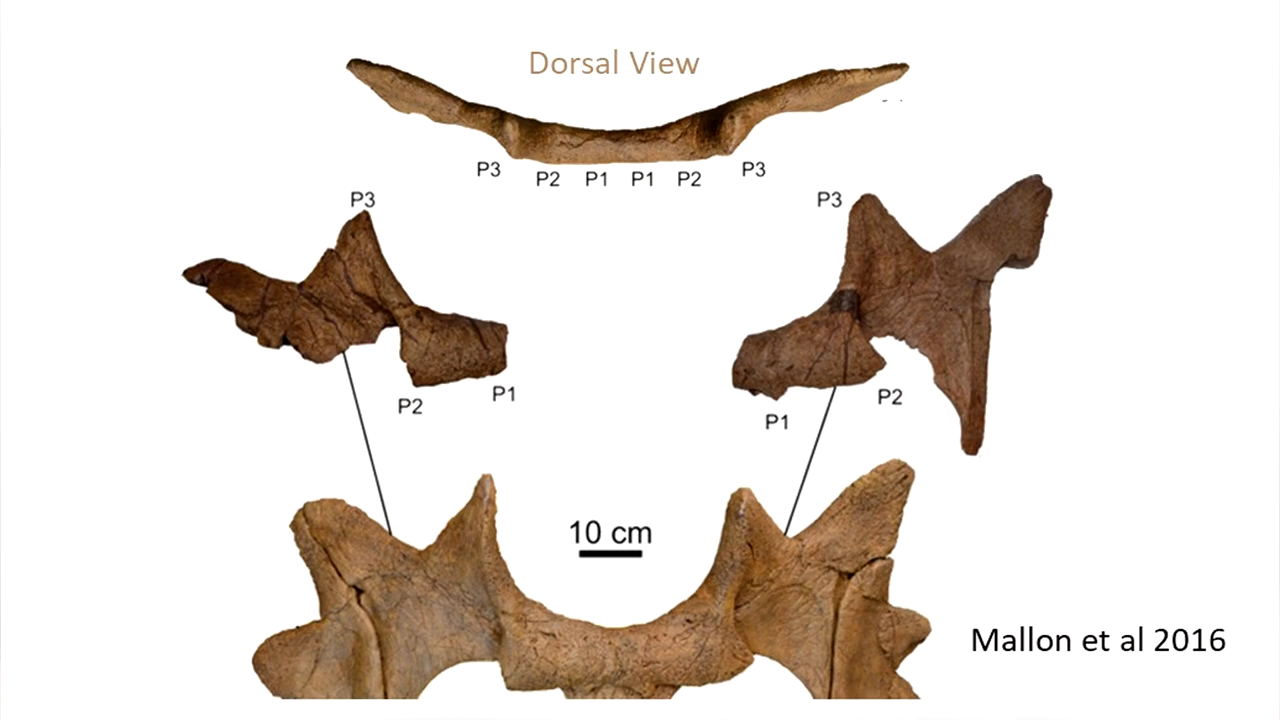 Dorsal View
P3 P2 P1 P1 P2 P3
P3
P3
P2
P1
P1
P2
10 cm
Mallon et al 2016